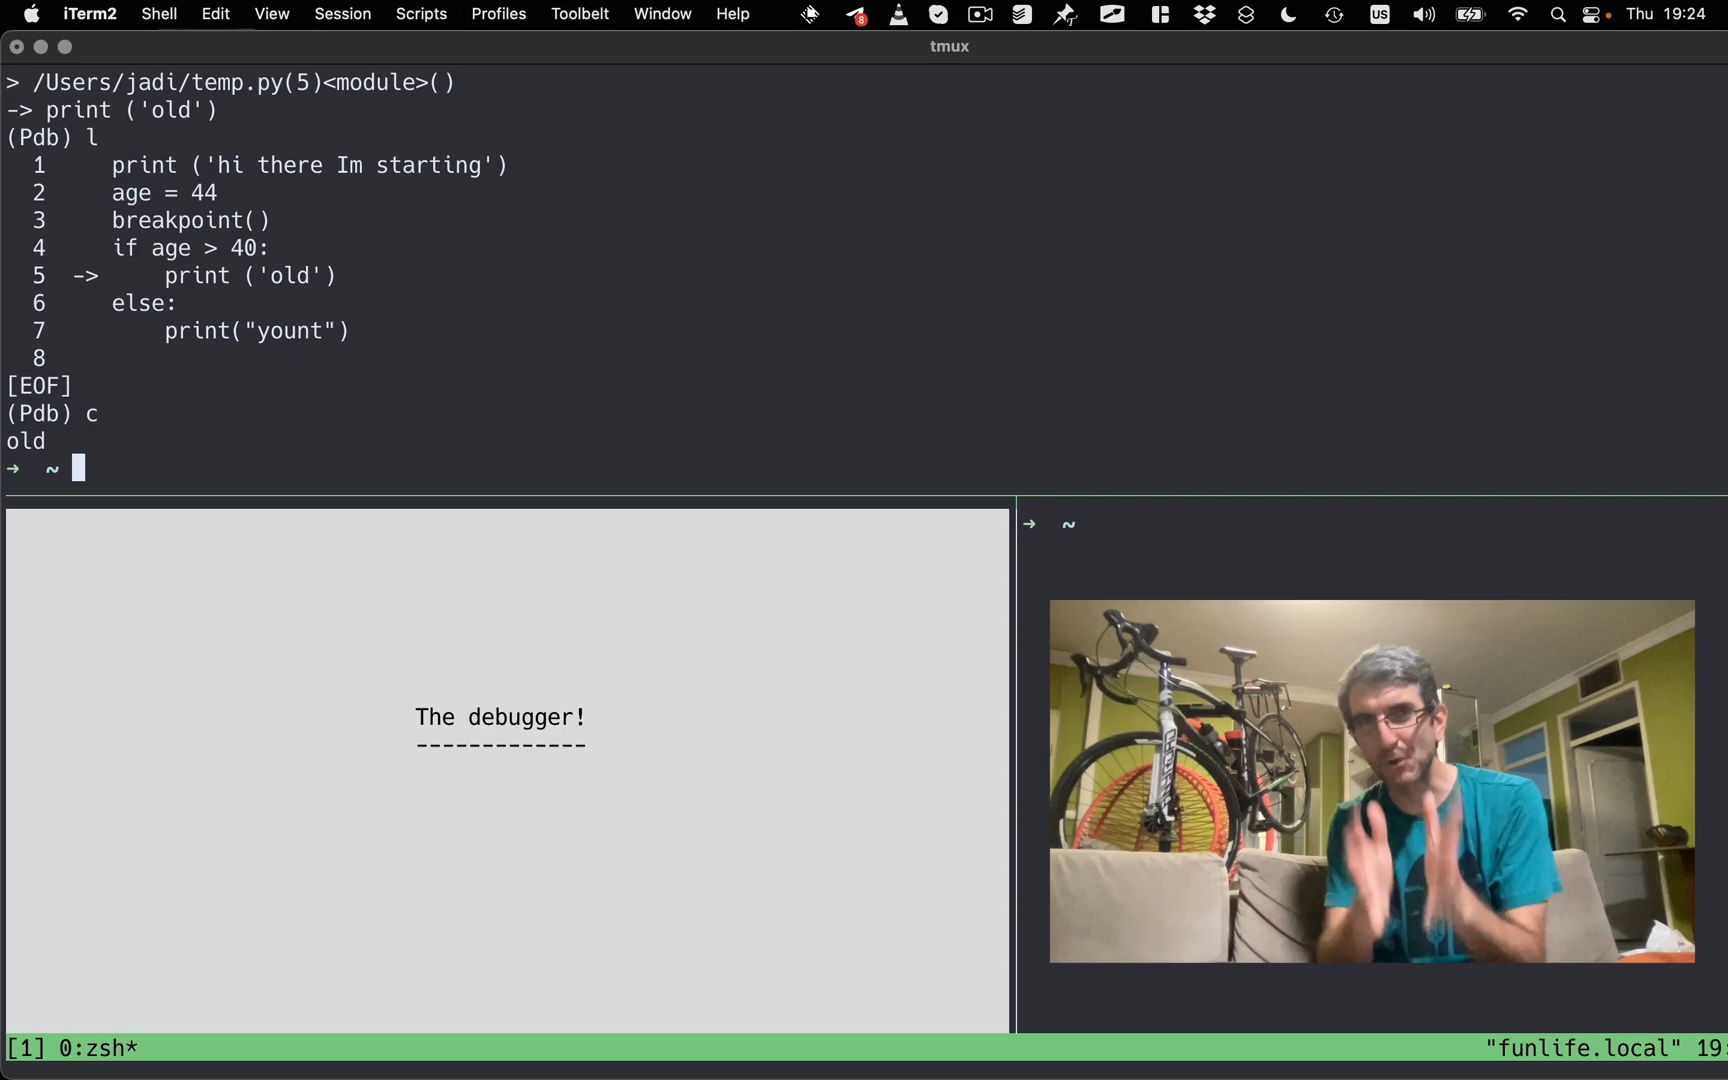 iTerm2 Shell Edit View Session Scripts Profiles Toolbelt Window Help 8 US Thu 19:24
tmux
> /Users/jadi/temp.py(5)<module>()
-> print ('old')
(Pdb) l
1 print ('hi there Im starting')
2 age = 44
3 breakpoint()
4 if age > 40:
5 -> print ('old')
6 else:
7 print("yount")
8
[EOF]
(Pdb) c
old
→ ~
The debugger!
-------------
→ ~
[1] 0:zsh*
"funlife.local" 19: